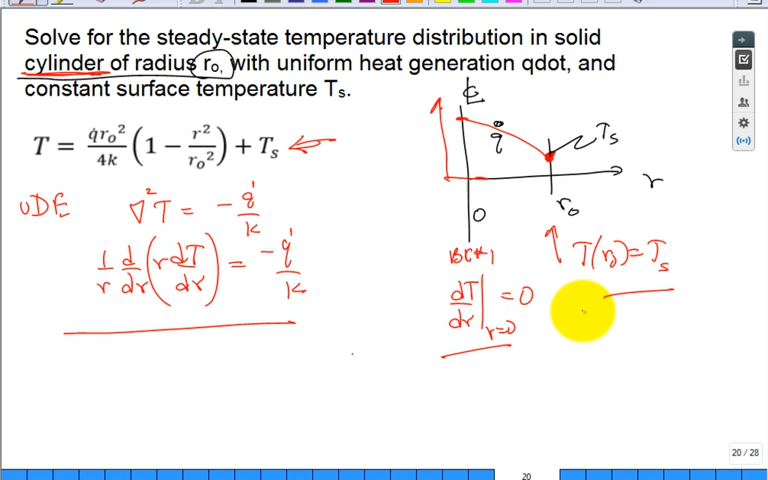 Solve for the steady-state temperature distribution in solid
cylinder of radius r₀, with uniform heat generation qdot, and
constant surface temperature Tₛ.
T = q̇r₀²/4k (1 − r²/r₀²) + Tₛ
ODE ∇²T = −q̇/k
1/r d/dr (r dT/dr) = −q̇/k
℄
q̇
Tₛ
r
0
r₀
BC#1
dT/dr|r=0 = 0
T(r₀) = Tₛ
20 / 28
20